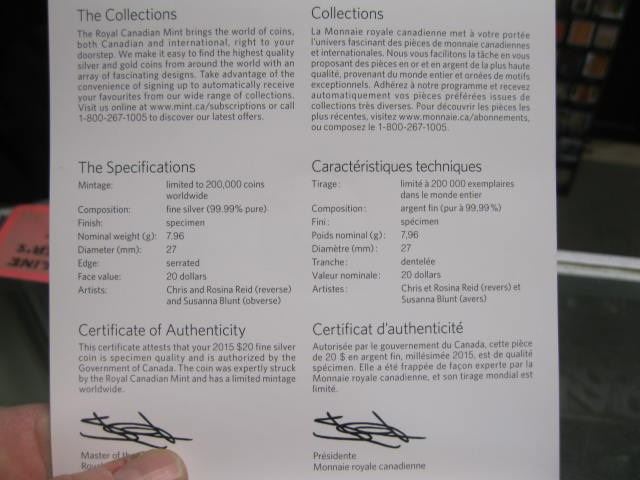 The Collections
The Royal Canadian Mint brings the world of coins,
both Canadian and international, right to your
doorstep. We make it easy to find the highest quality
silver and gold coins from around the world with an
array of fascinating designs. Take advantage of the
convenience of signing up to automatically receive
your favourites from our wide range of collections.
Visit us online at www.mint.ca/subscriptions or call
1-800-267-1005 to discover our latest offers.
The Specifications
Mintage: limited to 200,000 coins
worldwide
Composition: fine silver (99.99% pure)
Finish: specimen
Nominal weight (g): 7.96
Diameter (mm): 27
Edge: serrated
Face value: 20 dollars
Artists: Chris and Rosina Reid (reverse)
and Susanna Blunt (obverse)
Certificate of Authenticity
This certificate attests that your 2015 $20 fine silver
coin is specimen quality and is authorized by the
Government of Canada. The coin was expertly struck
by the Royal Canadian Mint and has a limited mintage
worldwide.
Master of the
Collections
La Monnaie royale canadienne met à votre portée
l'univers fascinant des pièces de monnaie canadiennes
et internationales. Nous vous facilitons la tâche en vous
proposant des pièces en or et en argent de la plus haute
qualité, provenant du monde entier et ornées de motifs
exceptionnels. Adhérez à notre programme et recevez
automatiquement vos pièces préférées issues de
collections très diverses. Pour découvrir les pièces les
plus récentes, visitez www.monnaie.ca/abonnements,
ou composez le 1-800-267-1005.
Caractéristiques techniques
Tirage : limité à 200 000 exemplaires
dans le monde entier
Composition : argent fin (pur à 99,99%)
Fini : spécimen
Poids nominal (g) : 7,96
Diamètre (mm) : 27
Tranche : dentelée
Valeur nominale : 20 dollars
Artistes : Chris et Rosina Reid (revers) et
Susanna Blunt (avers)
Certificat d'authenticité
Autorisée par le gouvernement du Canada, cette pièce
de 20 $ en argent fin, millésimée 2015, est de qualité
spécimen. Elle a été frappée de façon experte par la
Monnaie royale canadienne, et son tirage mondial est
limité.
Présidente
Monnaie royale canadienne